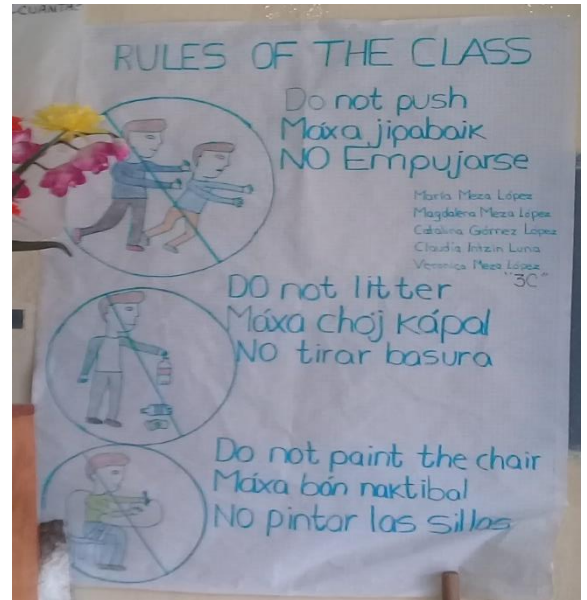 CUANTA
RULES OF THE CLASS
Do not push
Máxa jipabaik
NO Empujarse
María Meza López
Magdalena Meza López
Catalina Gómez López
Claudia Intzin Luna
Veronica Meza López
"3C"
DO not litter
Máxa choj kápal
NO tirar basura
Do not paint the chair
Máxa bón naktibal
NO pintar las sillas